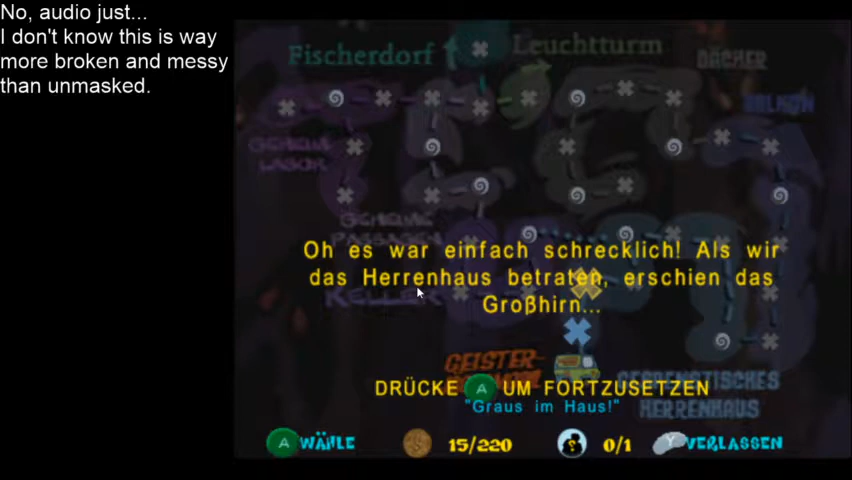 No, audio just...
I don't know this is way
more broken and messy
than unmasked.
Fischerdorf
Leuchtturm
DÄCHER
BALKON
GEHEIME
LABOR
GEHEIME
PASSAGEN
Oh es war einfach schrecklich! Als wir
das Herrenhaus betraten, erschien das
Großhirn...
KELLER
GEISTER
GESPENSTISCHES
HERRENHAUS
DRÜCKE A UM FORTZUSETZEN
"Graus im Haus!"
A WÄHLE
15/220
0/1
Y VERLASSEN